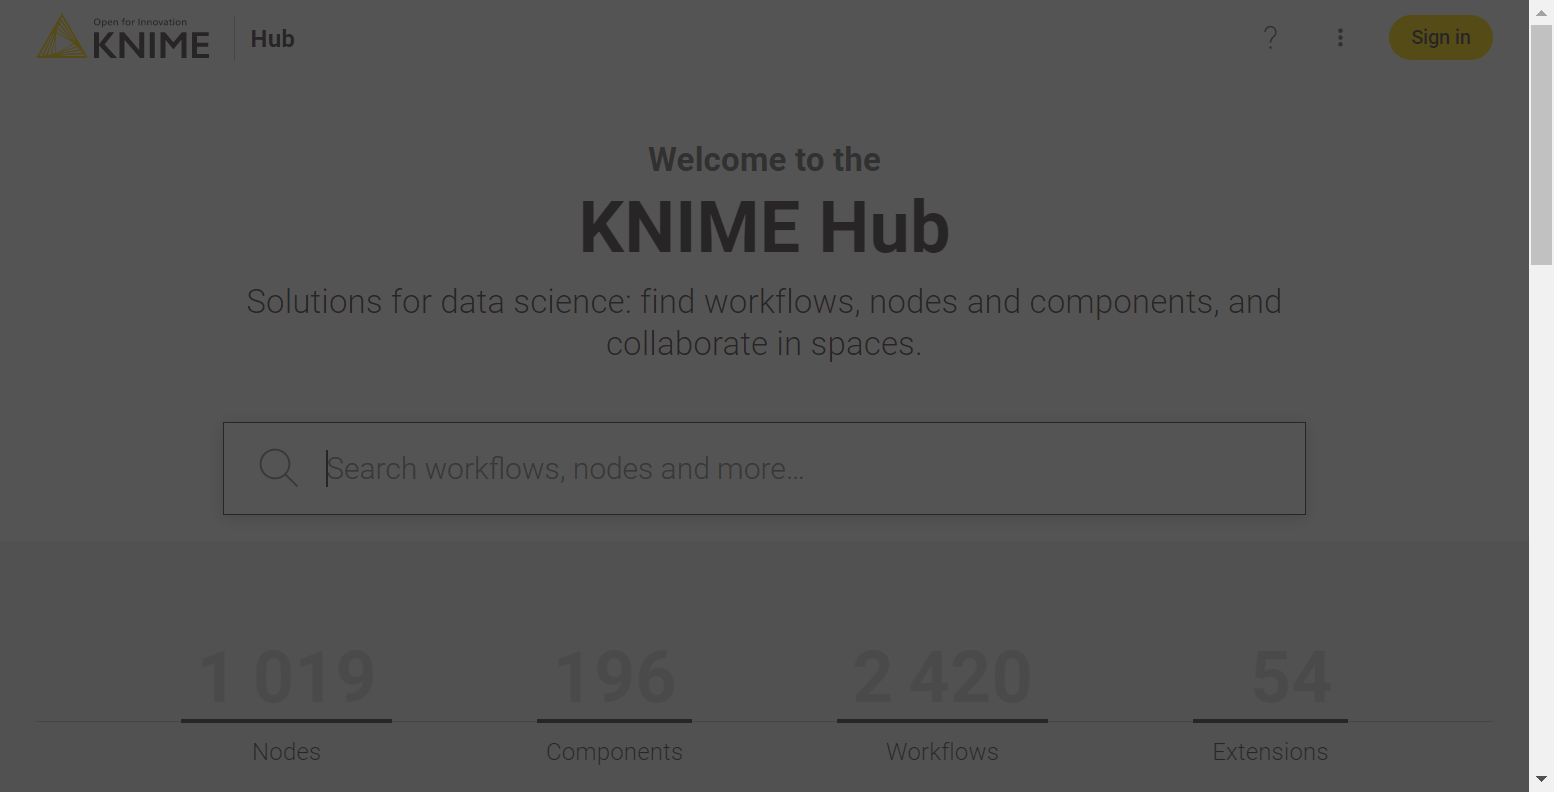 Open for Innovation
KNIME
Hub
?
Sign in
Welcome to the
KNIME Hub
Solutions for data science: find workflows, nodes and components, and
collaborate in spaces.
Search workflows, nodes and more...
1 019
196
2 420
54
Nodes
Components
Workflows
Extensions